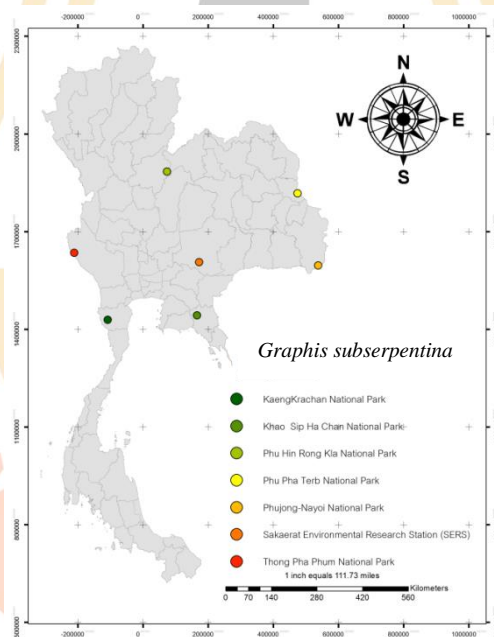 -200000 0 200000 400000 600000 800000 1000000
2300000 2000000 1700000 1400000 1100000 800000 500000
N
W E
S
Graphis subserpentina
KaengKrachan National Park
Khao Sip Ha Chan National Park
Phu Hin Rong Kla National Park
Phu Pha Terb National Park
Phujong-Nayoi National Park
Sakaerat Environmental Research Station (SERS)
Thong Pha Phum National Park
1 inch equals 111.73 miles
Kilometers
0 70 140 280 420 560
-200000 0 200000 400000 600000 800000 1000000